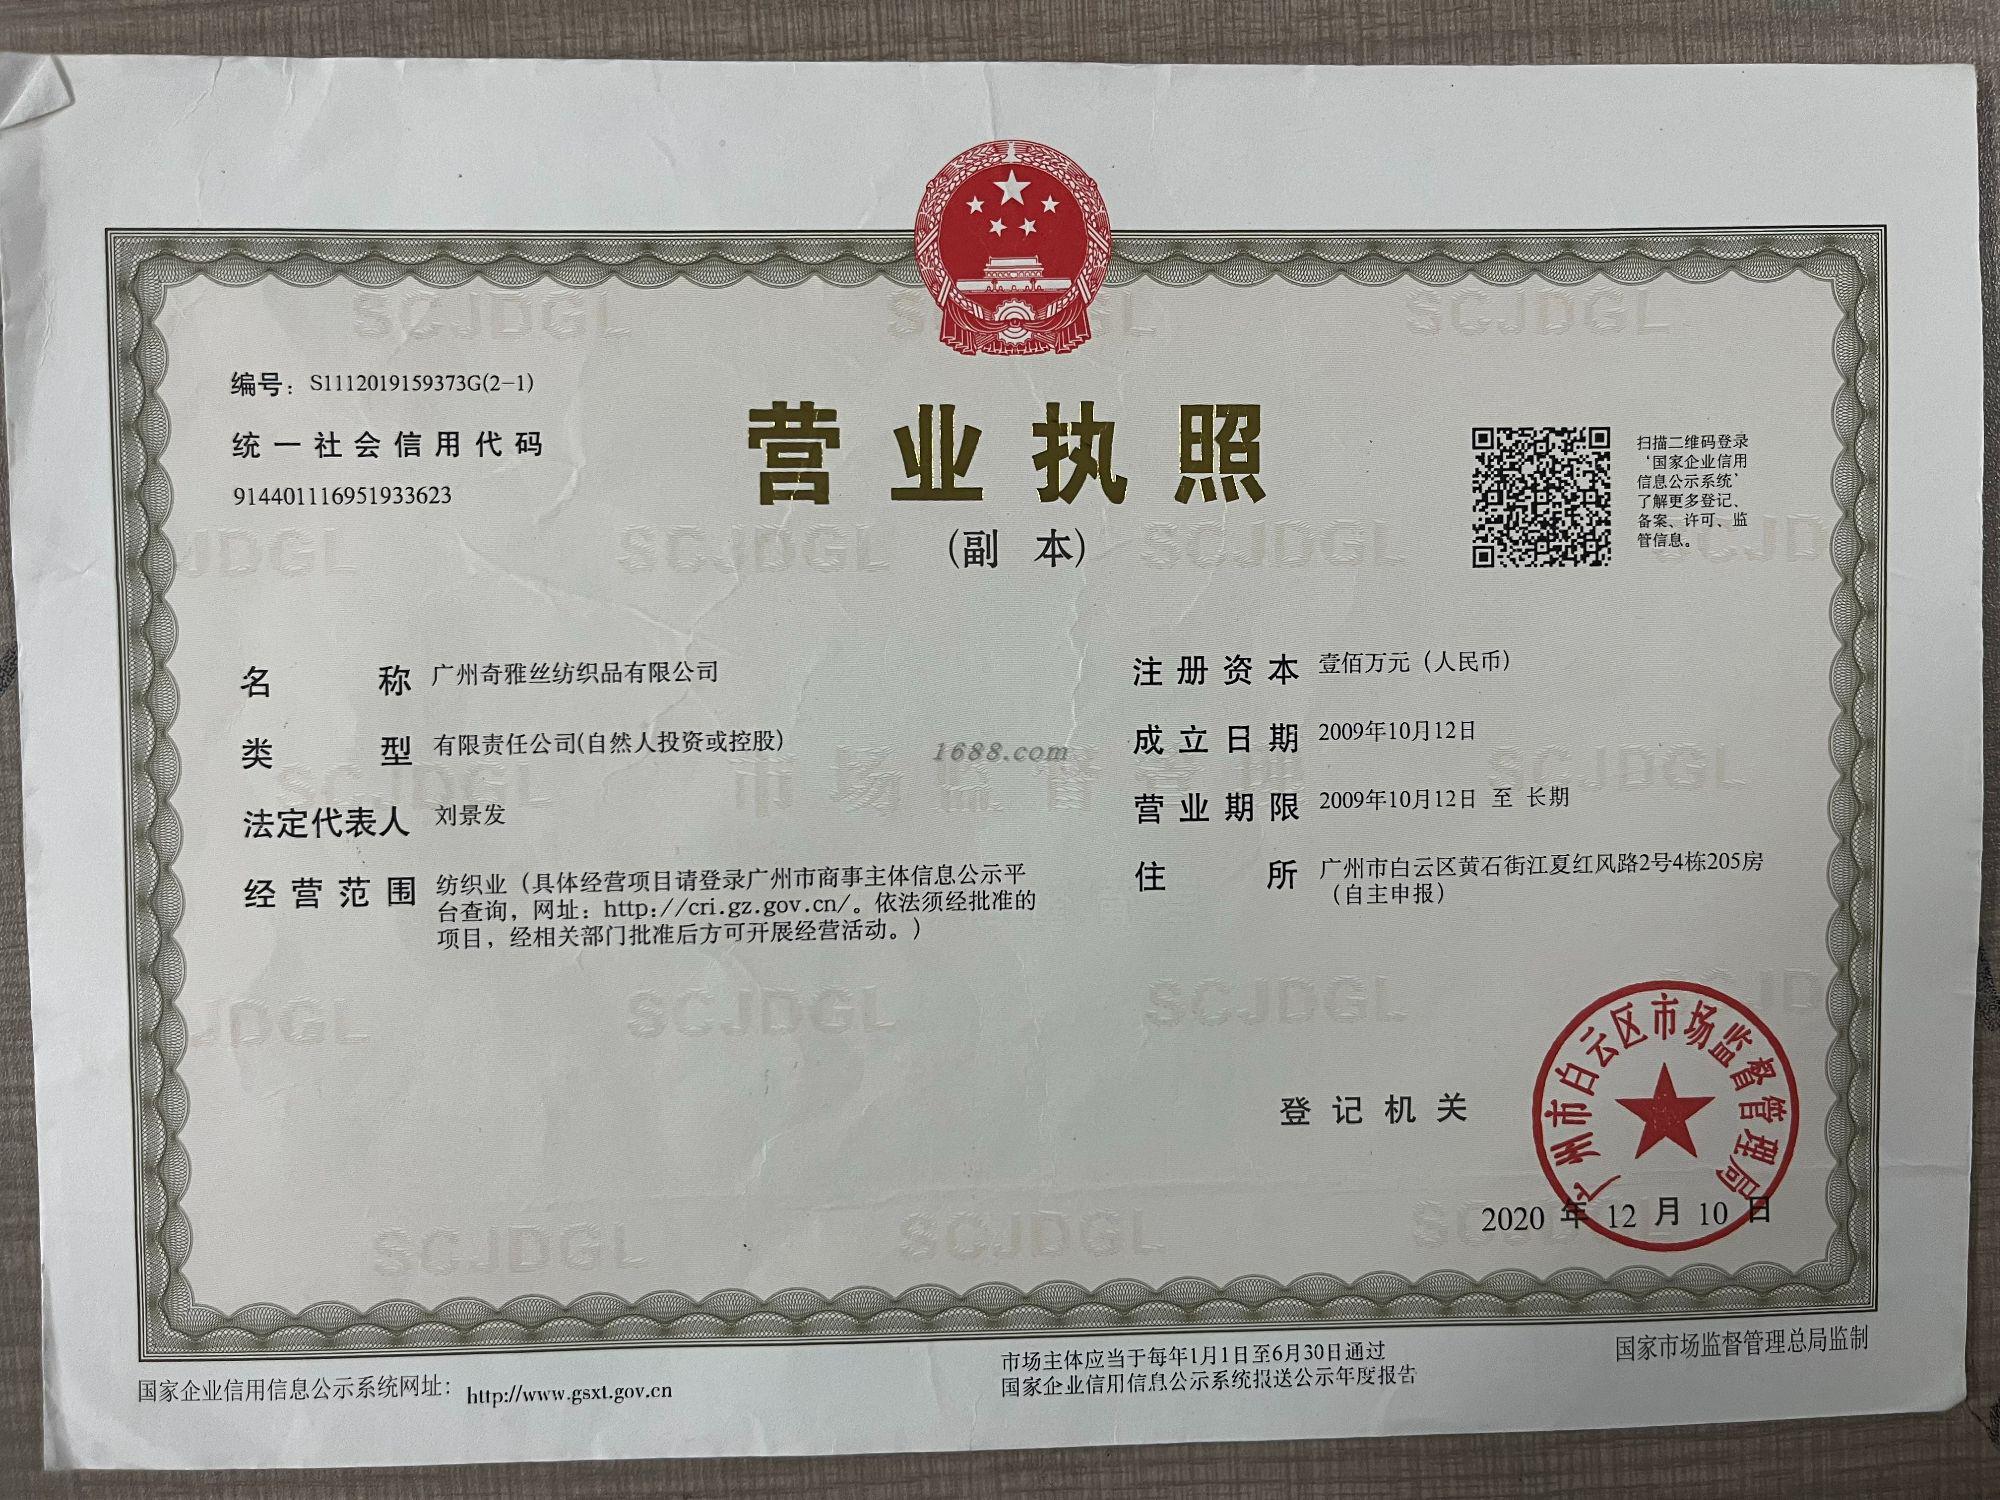 编号：S1112019159373G(2-1)
统一社会信用代码
914401116951933623
营业执照
(副 本)
扫描二维码登录
‘国家企业信用
信息公示系统’
了解更多登记、
备案、许可、监
管信息。
名 称 广州奇雅丝纺织品有限公司
类 型 有限责任公司(自然人投资或控股)
法定代表人 刘景发
经营范围 纺织业（具体经营项目请登录广州市商事主体信息公示平
台查询，网址：http://cri.gz.gov.cn/。依法须经批准的
项目，经相关部门批准后方可开展经营活动。）
注册资本 壹佰万元（人民币）
成立日期 2009年10月12日
营业期限 2009年10月12日 至 长期
住 所 广州市白云区黄石街江夏红风路2号4栋205房
（自主申报）
1688.com
SCJDGL
市场监督管理
登记机关
广州市白云区市场监督管理局
2020 年 12 月 10 日
国家企业信用信息公示系统网址：http://www.gsxt.gov.cn
市场主体应当于每年1月1日至6月30日通过
国家企业信用信息公示系统报送公示年度报告
国家市场监督管理总局监制